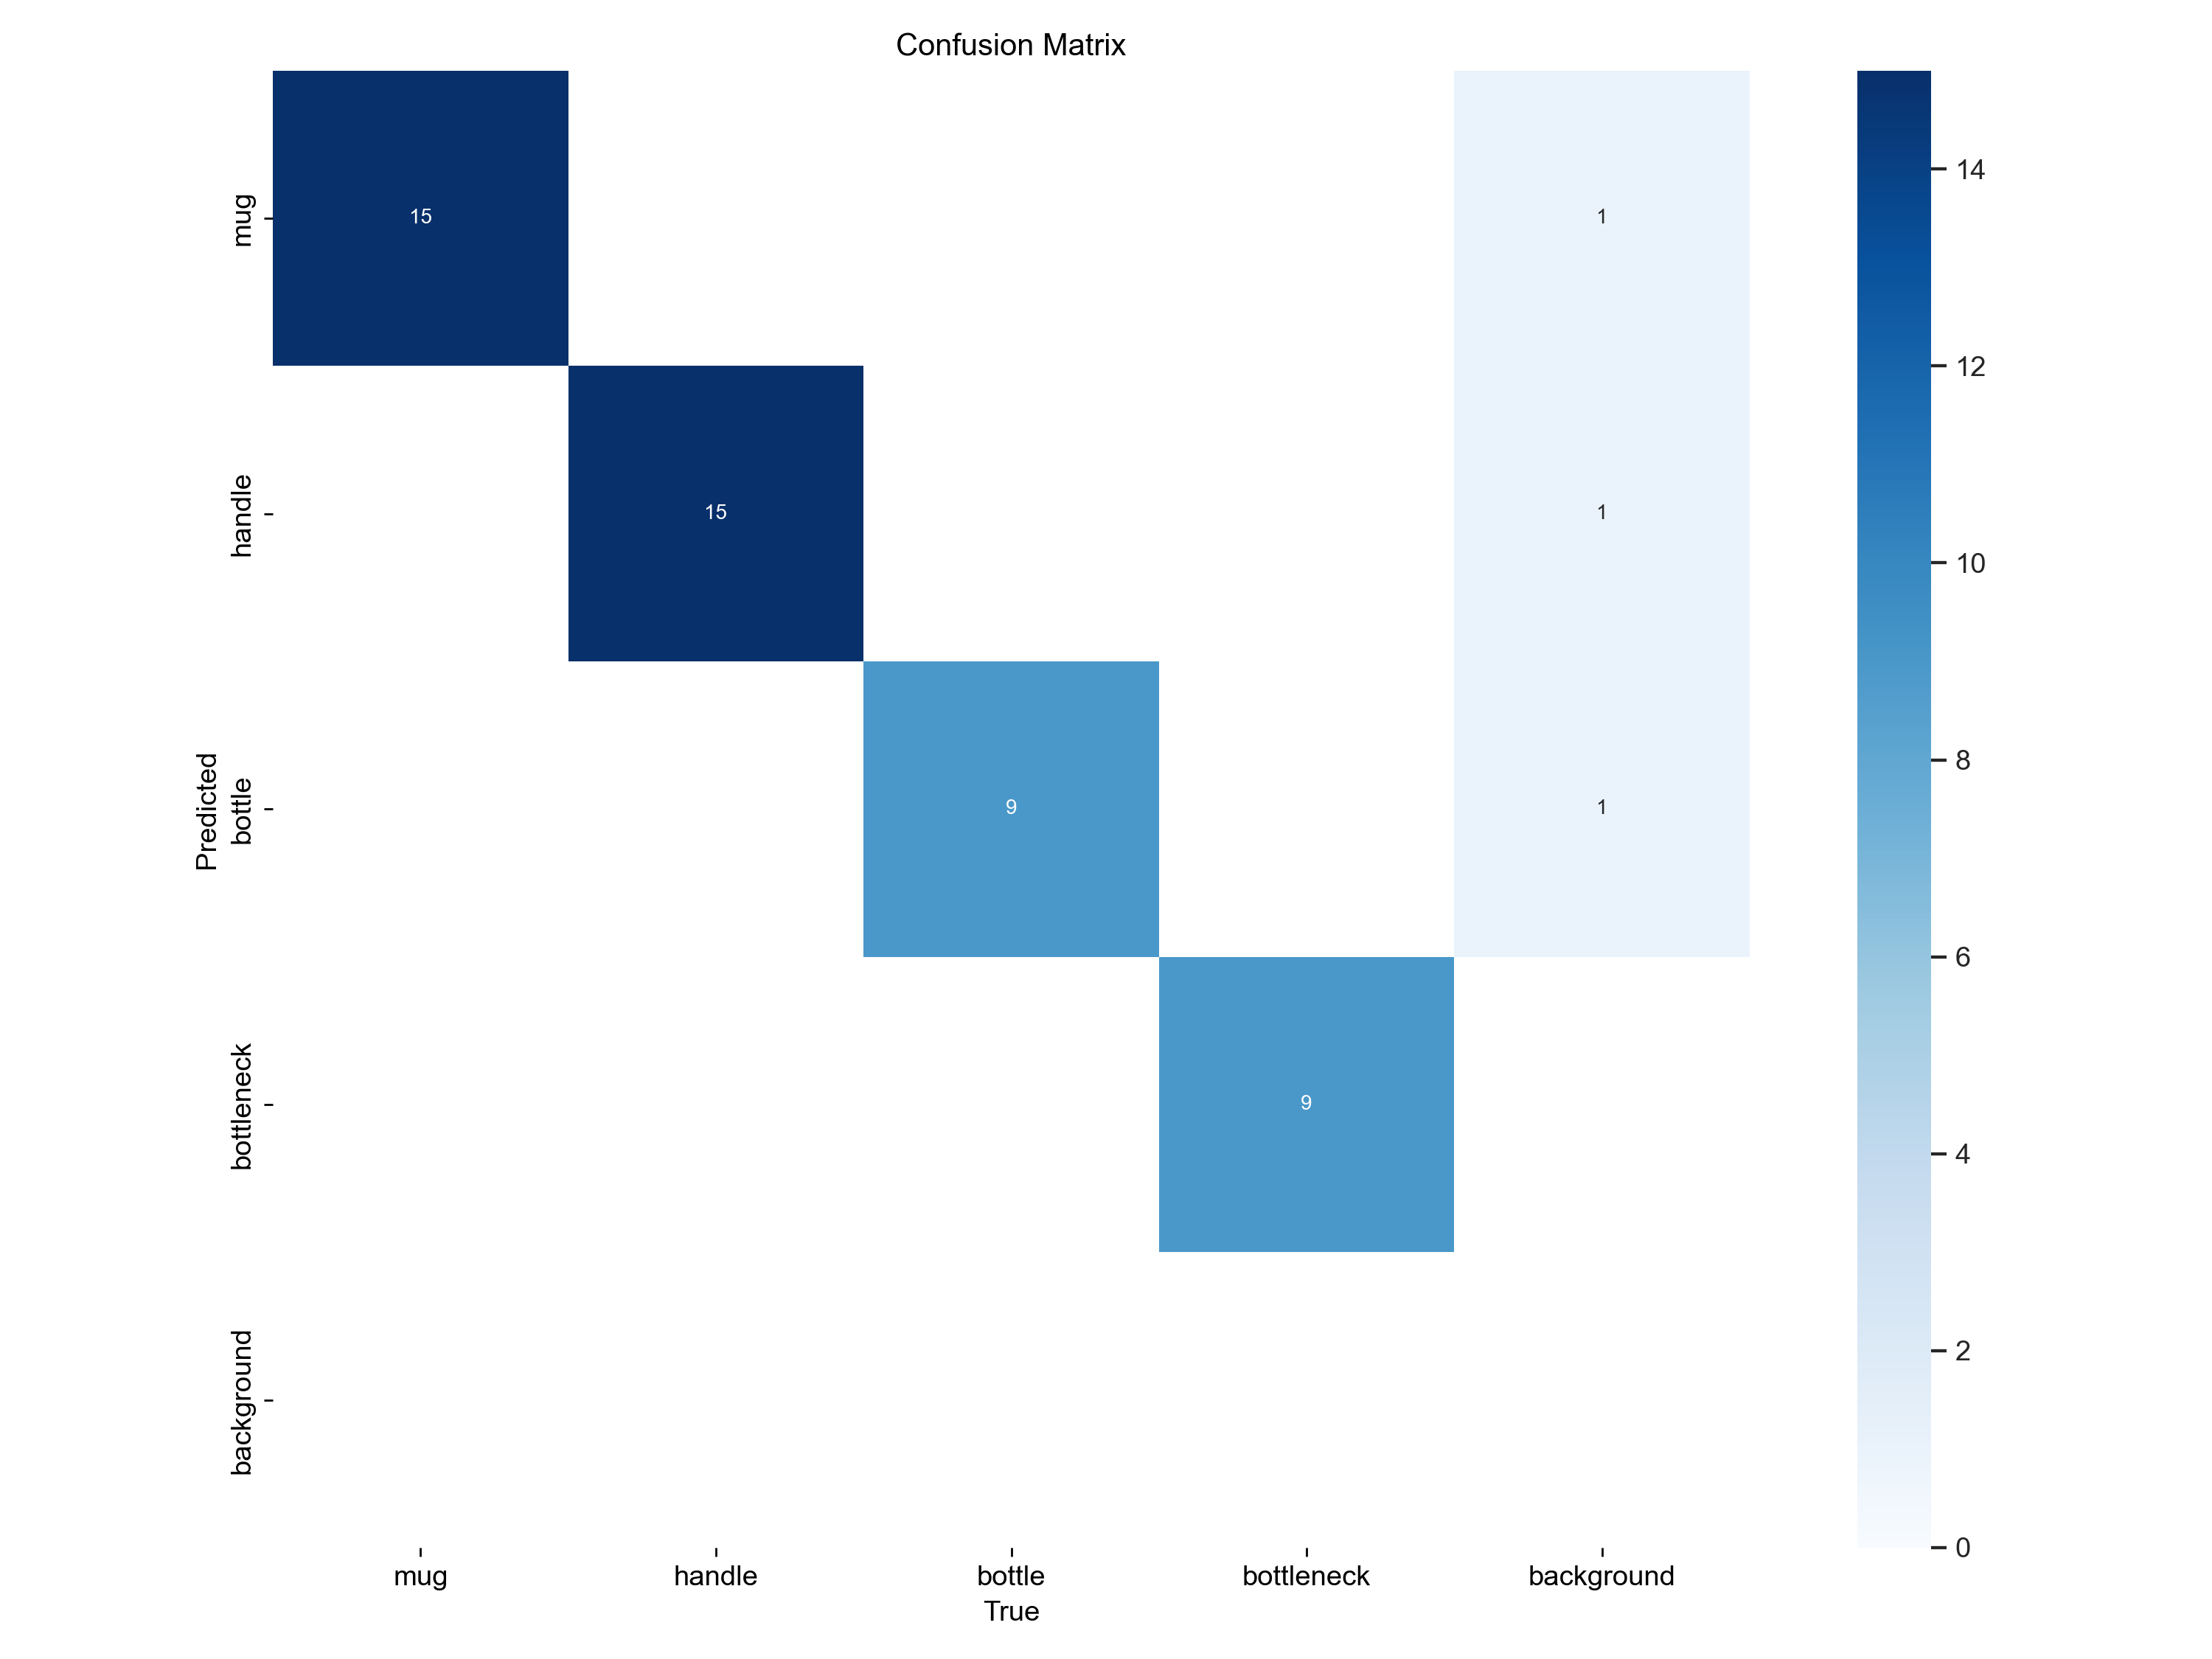 Confusion Matrix
mug
15
1
14
12
handle
15
1
10
Predicted
bottle
9
1
8
6
bottleneck
9
4
background
2
0
mug handle bottle bottleneck background
True